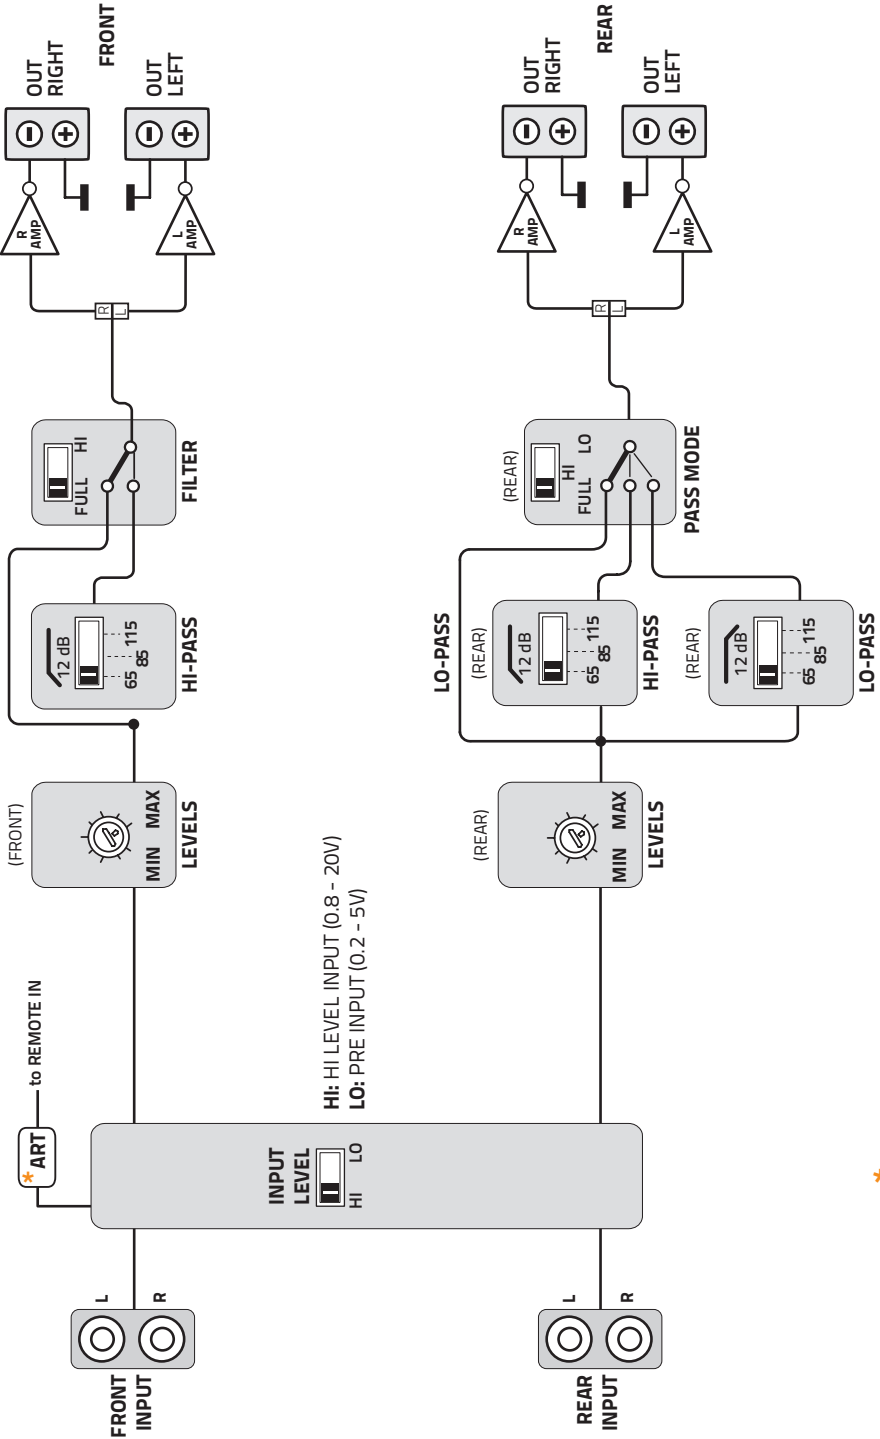 FRONT
INPUT
L
R
* ART
to REMOTE IN
INPUT
LEVEL
HI
LO
HI: HI LEVEL INPUT (0.8 - 20V)
LO: PRE INPUT (0.2 - 5V)
(FRONT)
MIN
MAX
LEVELS
12 dB
65
85
115
HI-PASS
FULL
HI
FILTER
R
L
R
AMP
L
AMP
OUT
RIGHT
OUT
LEFT
FRONT
REAR
INPUT
L
R
(REAR)
MIN
MAX
LEVELS
LO-PASS
(REAR)
12 dB
65
85
115
HI-PASS
(REAR)
12 dB
65
85
115
LO-PASS
(REAR)
FULL
HI
LO
PASS MODE
R
L
R
AMP
L
AMP
OUT
RIGHT
OUT
LEFT
REAR
*